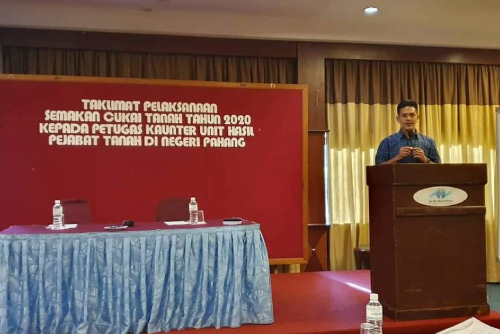 TAKLIMAT PELAKSANAAN
SEMAKAN CUKAI TANAH TAHUN 2020
KEPADA PETUGAS KAUNTER UNIT HASIL
PEJABAT TANAH DI NEGERI PAHANG